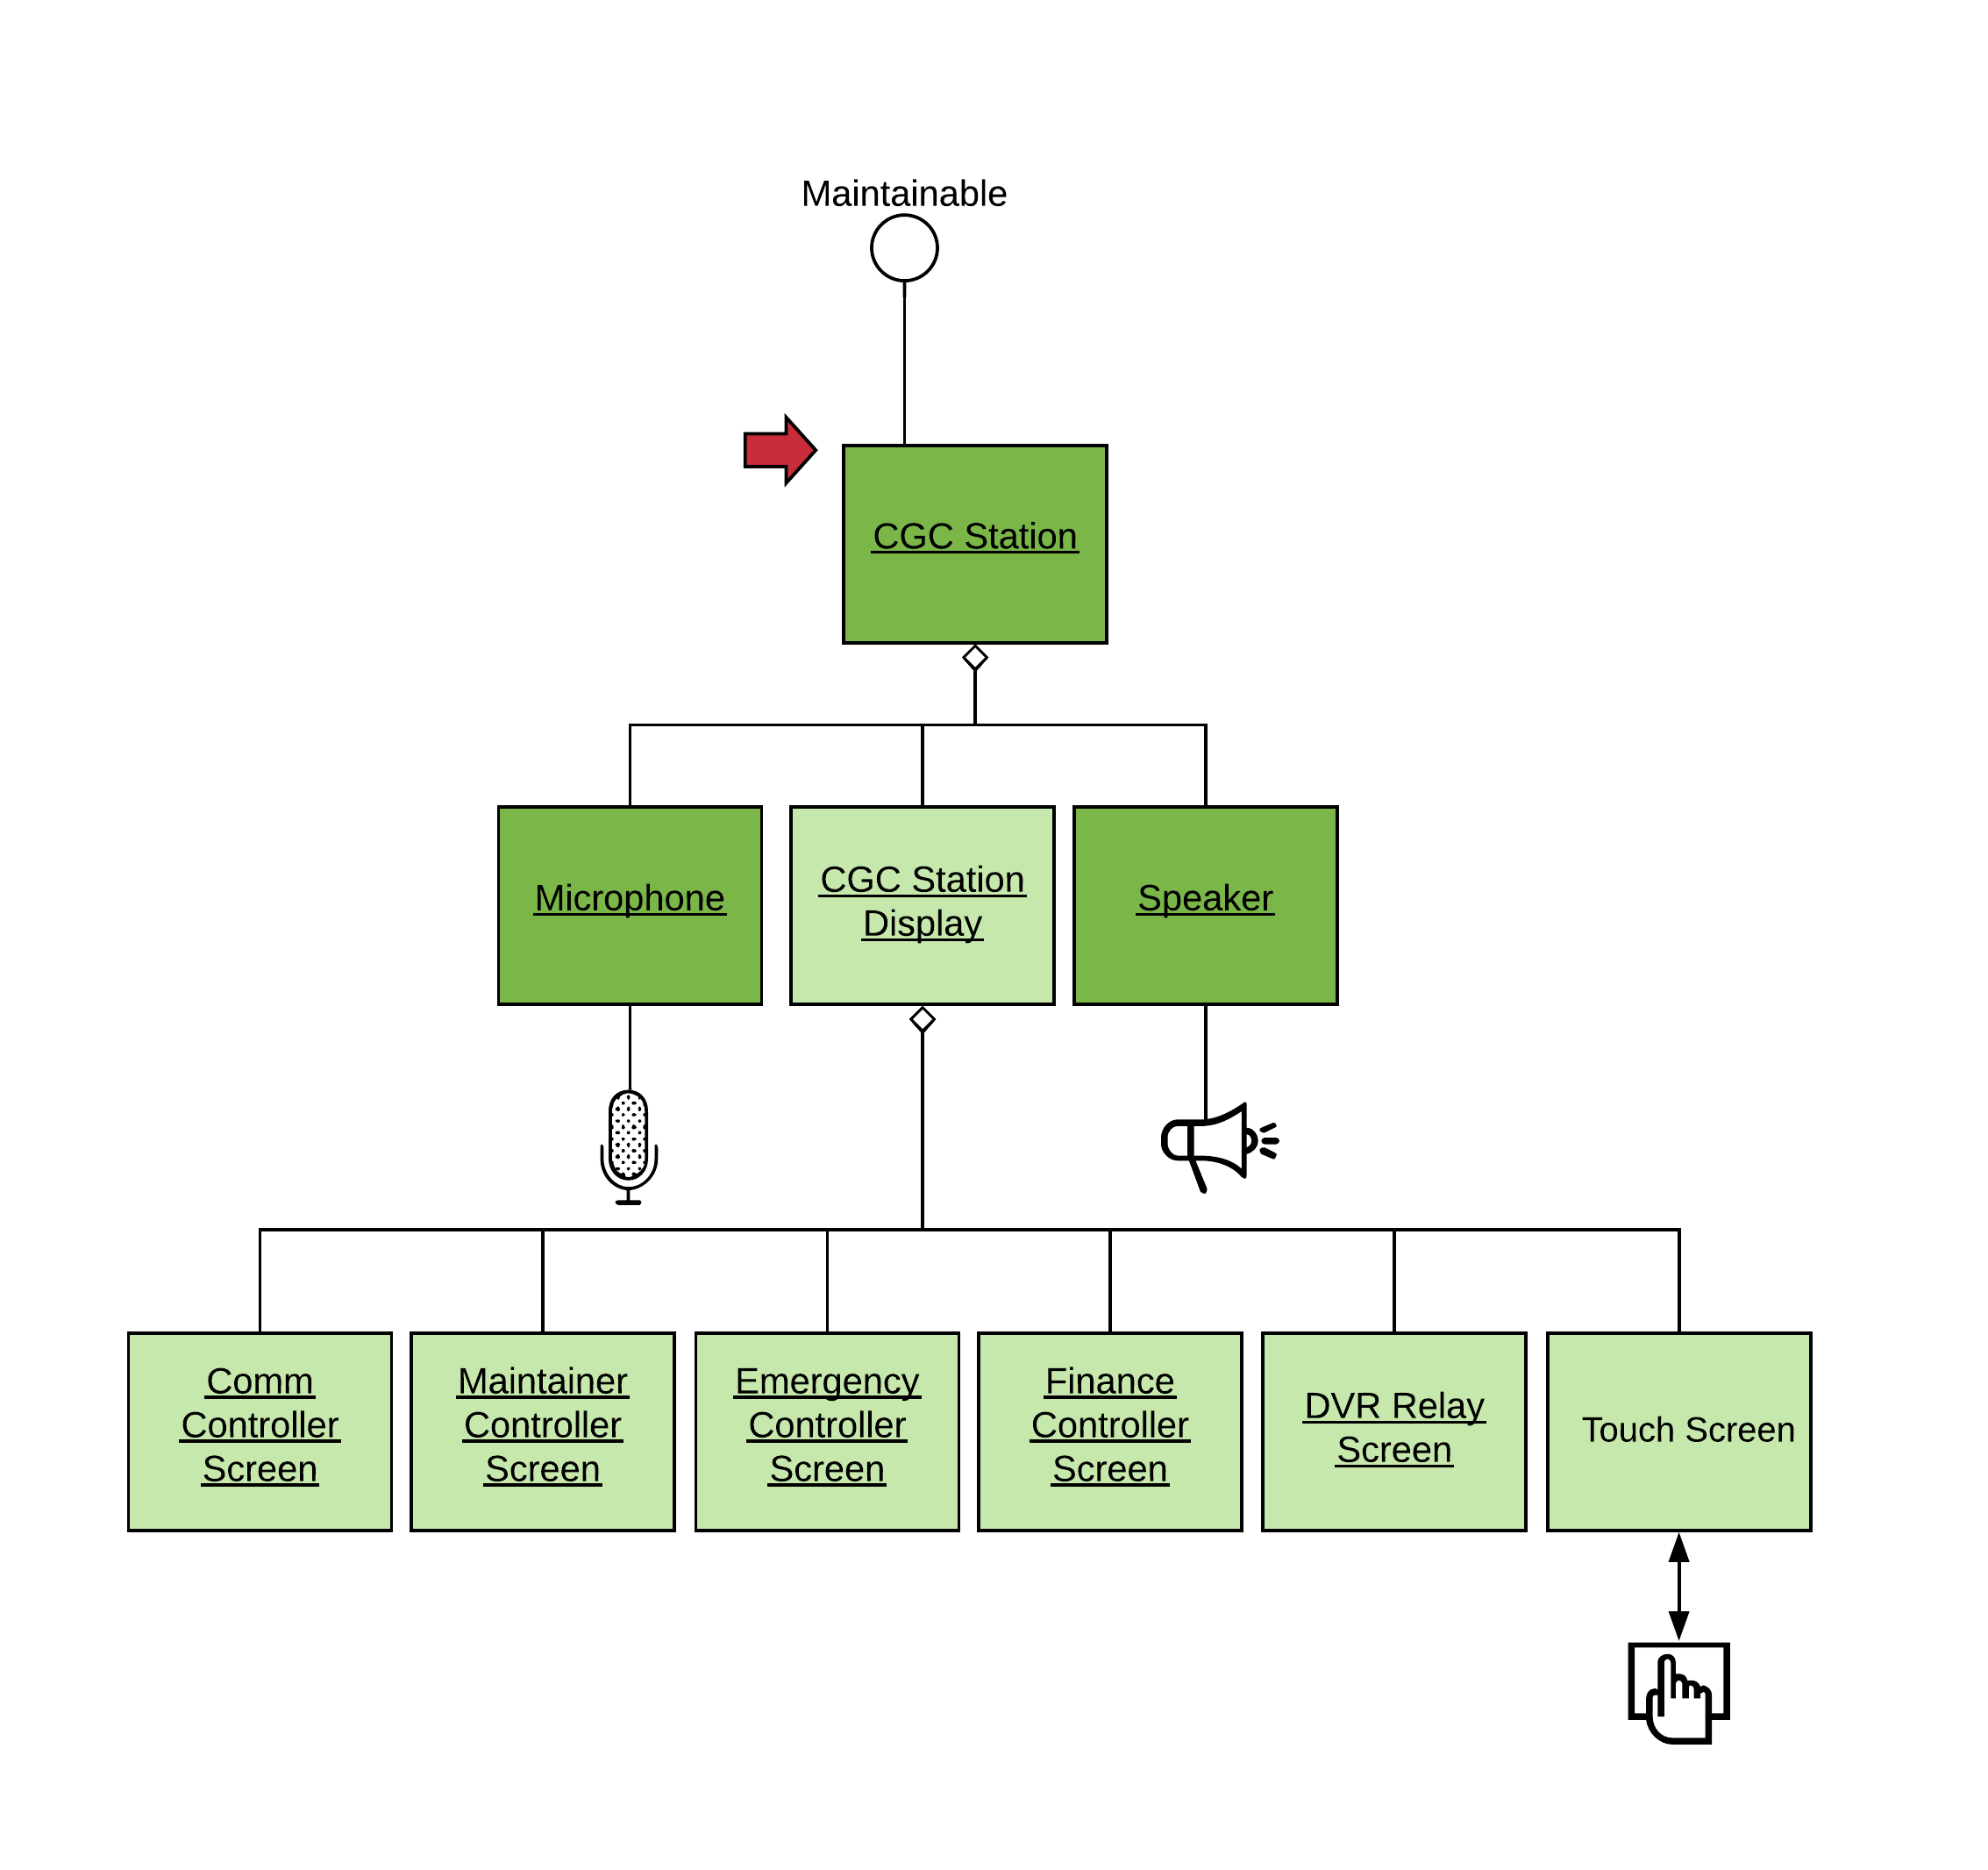 Maintainable
CGC Station
Microphone
CGC Station
Display
Speaker
Comm
Controller
Screen
Maintainer
Controller
Screen
Emergency
Controller
Screen
Finance
Controller
Screen
DVR Relay
Screen
Touch Screen